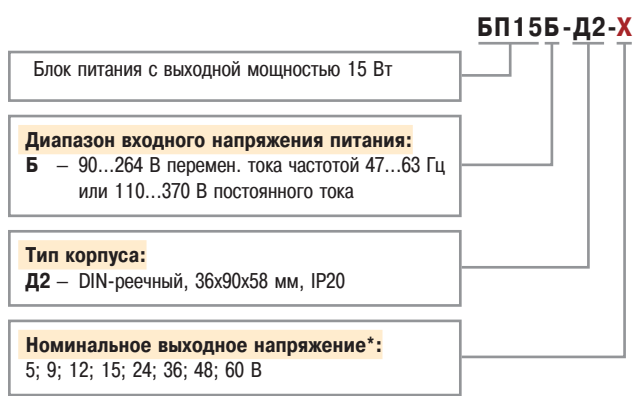 БП15Б-Д2-Х
Блок питания с выходной мощностью 15 Вт
Диапазон входного напряжения питания:
Б – 90...264 В перемен. тока частотой 47...63 Гц
или 110...370 В постоянного тока
Тип корпуса:
Д2 – DIN-реечный, 36х90х58 мм, IP20
Номинальное выходное напряжение*:
5; 9; 12; 15; 24; 36; 48; 60 В